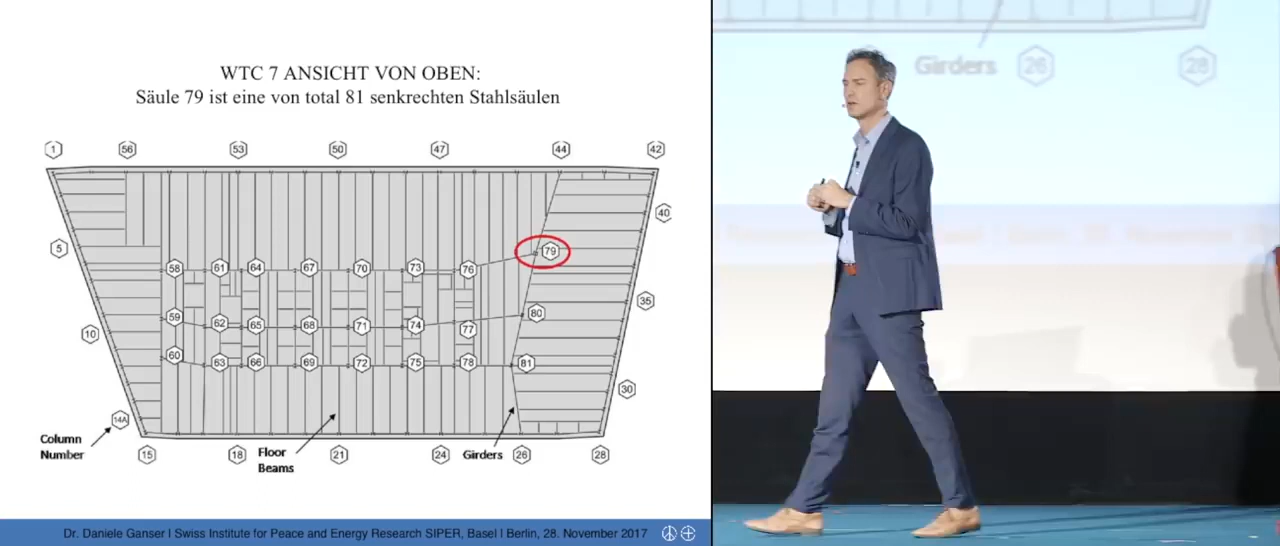 WTC 7 ANSICHT VON OBEN:
Säule 79 ist eine von total 81 senkrechten Stahlsäulen
1 56 53 50 47 44 42
40
5
79
58 61 64 67 70 73 76
35
80
59 62 65 68 71 74 77
10
60 63 66 69 72 75 78 81
30
14A
Column
Number
15 18 21 24 26 28
Floor
Beams
Girders
Dr. Daniele Ganser | Swiss Institute for Peace and Energy Research SIPER, Basel | Berlin, 28. November 2017
Girders 26 28